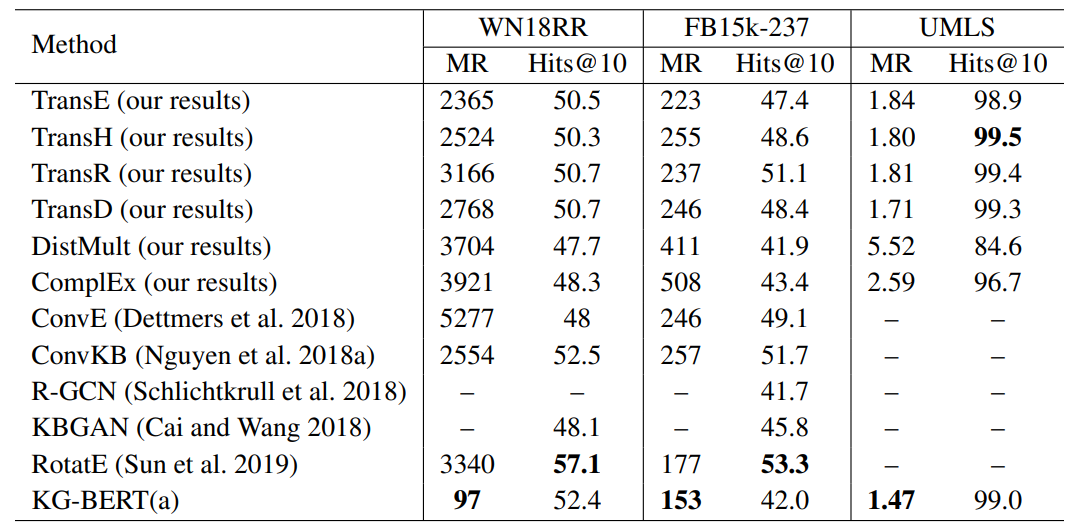 Method WN18RR FB15k-237 UMLS
MR Hits@10 MR Hits@10 MR Hits@10
TransE (our results) 2365 50.5 223 47.4 1.84 98.9
TransH (our results) 2524 50.3 255 48.6 1.80 99.5
TransR (our results) 3166 50.7 237 51.1 1.81 99.4
TransD (our results) 2768 50.7 246 48.4 1.71 99.3
DistMult (our results) 3704 47.7 411 41.9 5.52 84.6
ComplEx (our results) 3921 48.3 508 43.4 2.59 96.7
ConvE (Dettmers et al. 2018) 5277 48 246 49.1 – –
ConvKB (Nguyen et al. 2018a) 2554 52.5 257 51.7 – –
R-GCN (Schlichtkrull et al. 2018) – – – 41.7 – –
KBGAN (Cai and Wang 2018) – 48.1 – 45.8 – –
RotatE (Sun et al. 2019) 3340 57.1 177 53.3 – –
KG-BERT(a) 97 52.4 153 42.0 1.47 99.0